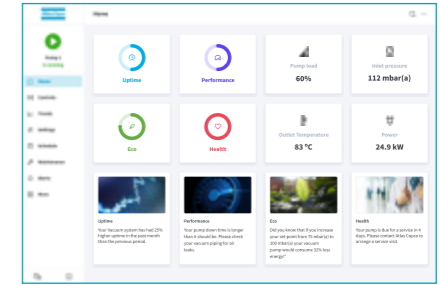 Home
Uptime
Performance
Pump load
60%
Inlet pressure
112 mbar(a)
Eco
Health
Outlet Temperature
83 °C
Power
24.9 kW
Uptime
Your Vacuum system has had 25%
higher uptime in the past month
than the previous period.
Performance
Your pump down time is longer
than it should be. Please check
your vacuum piping for oil
leaks.
Eco
Did you know that if you increase
your set point from 75 mbar(a) to
100 mbar(a) your vacuum
pump would consume 32% less
energy?
Health
Your pump is due for a service in 4
days. Please contact Atlas Copco to
arrange a service visit.